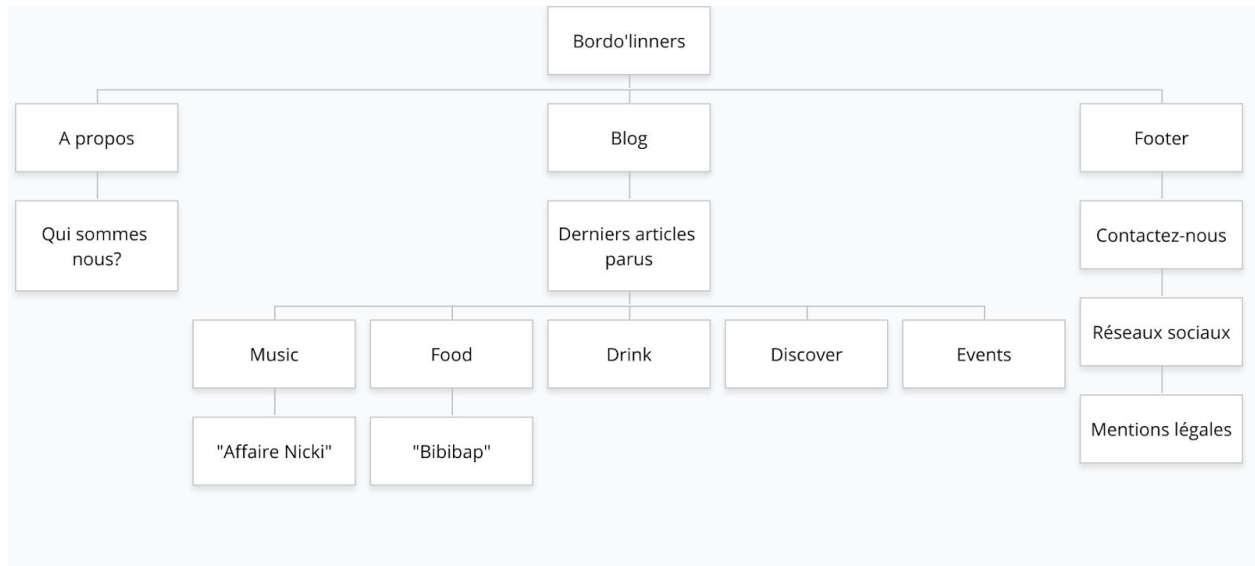 Bordo'linners
A propos
Blog
Footer
Qui sommes
nous?
Derniers articles
parus
Contactez-nous
Music
Food
Drink
Discover
Events
Réseaux sociaux
"Affaire Nicki"
"Bibibap"
Mentions légales